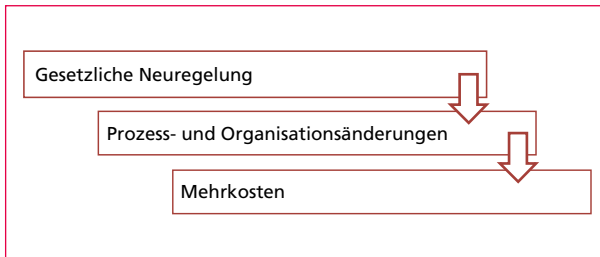 Gesetzliche Neuregelung
Prozess- und Organisationsänderungen
Mehrkosten